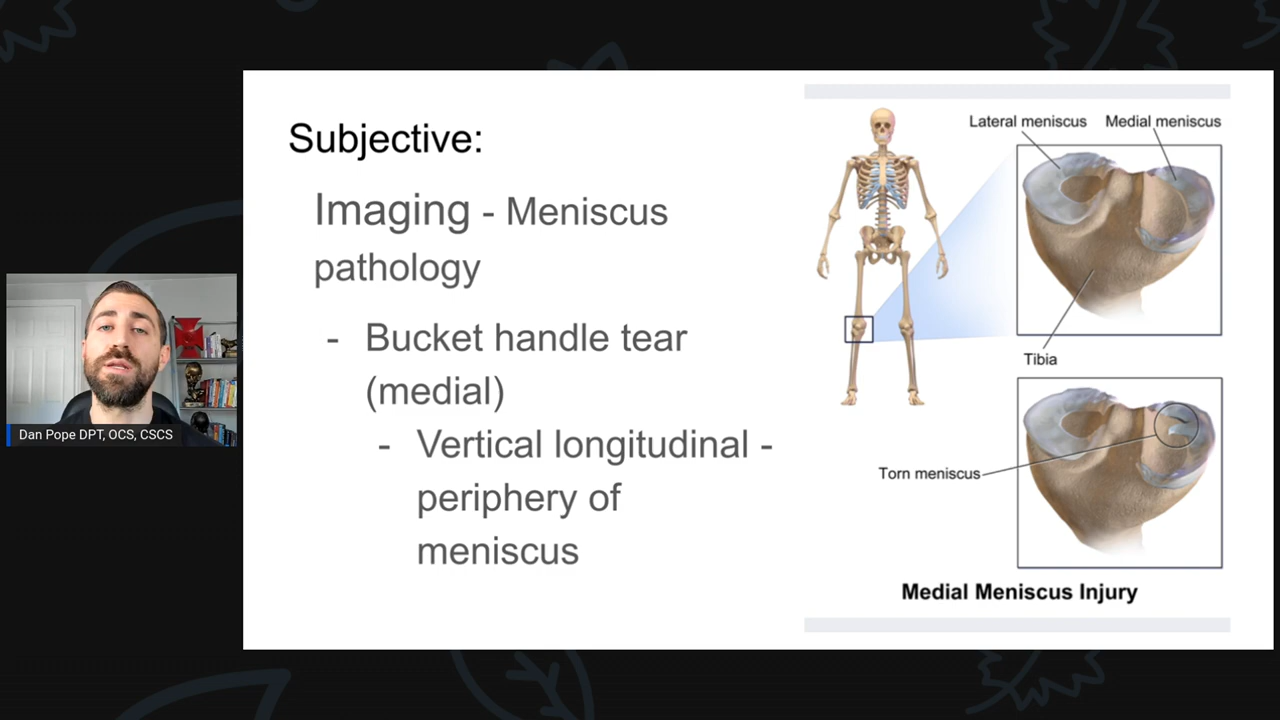 Subjective:
Imaging - Meniscus
pathology
- Bucket handle tear
(medial)
- Vertical longitudinal -
periphery of
meniscus
Lateral meniscus
Medial meniscus
Tibia
Torn meniscus
Medial Meniscus Injury
Dan Pope DPT, OCS, CSCS